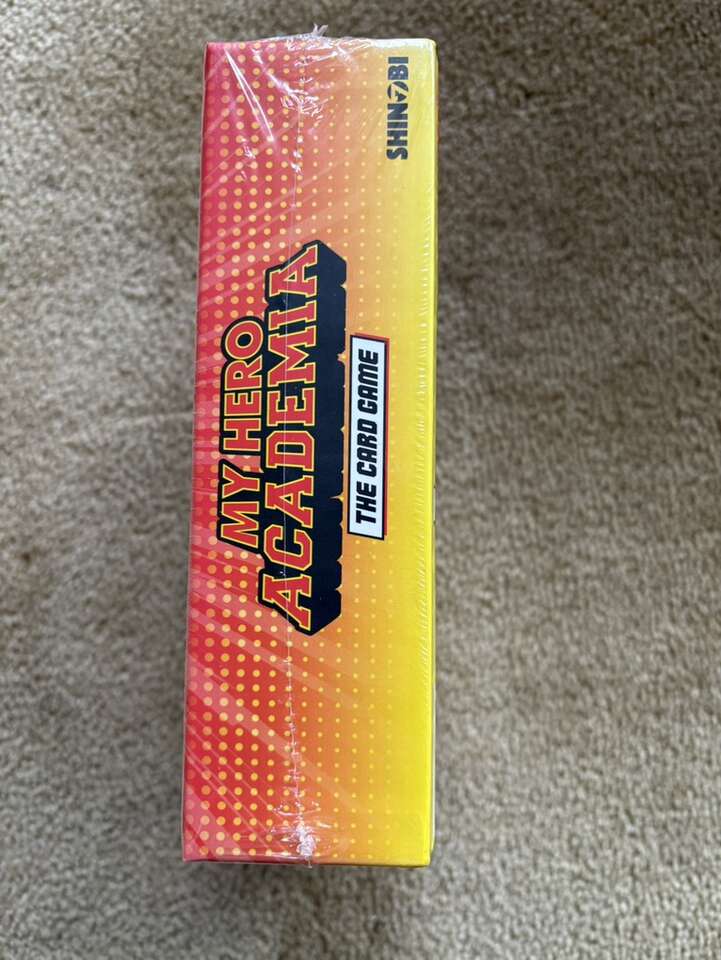 MY HERO
ACADEMIA
THE CARD GAME
SHINOBI